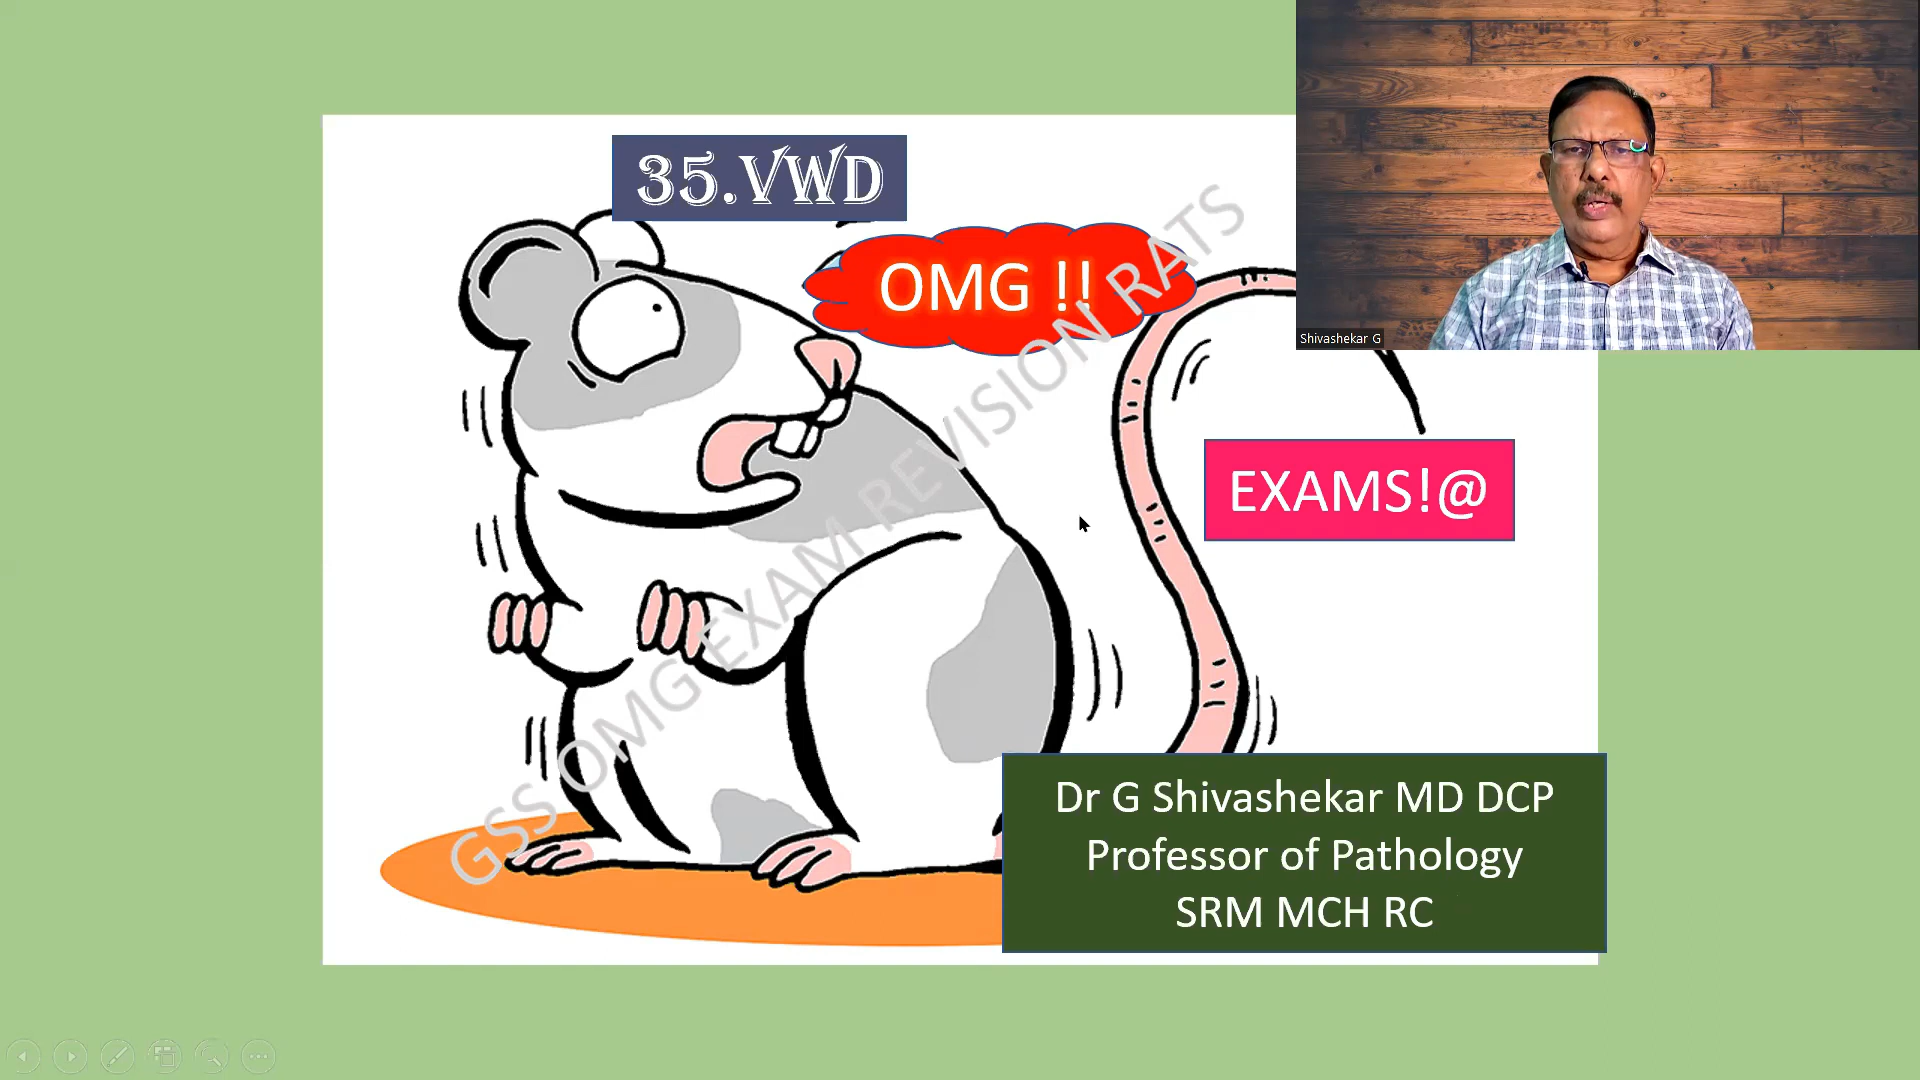 35.VWD
OMG !!
GSS OMG EXAM REVISION RATS
Shivashekar G
EXAMS!@
Dr G Shivashekar MD DCP
Professor of Pathology
SRM MCH RC